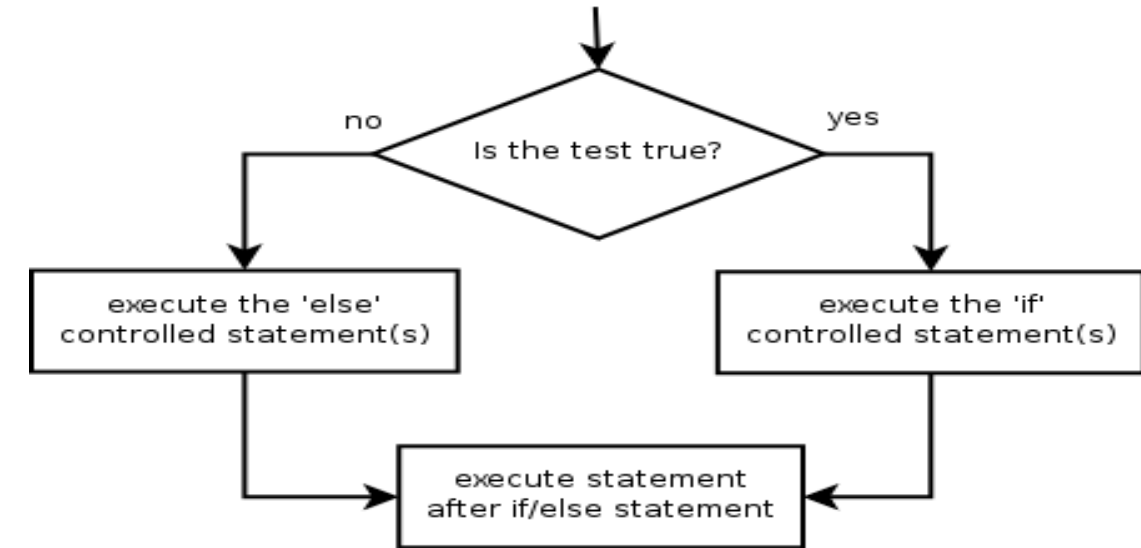 no
yes
Is the test true?
execute the 'else'
controlled statement(s)
execute the 'if'
controlled statement(s)
execute statement
after if/else statement